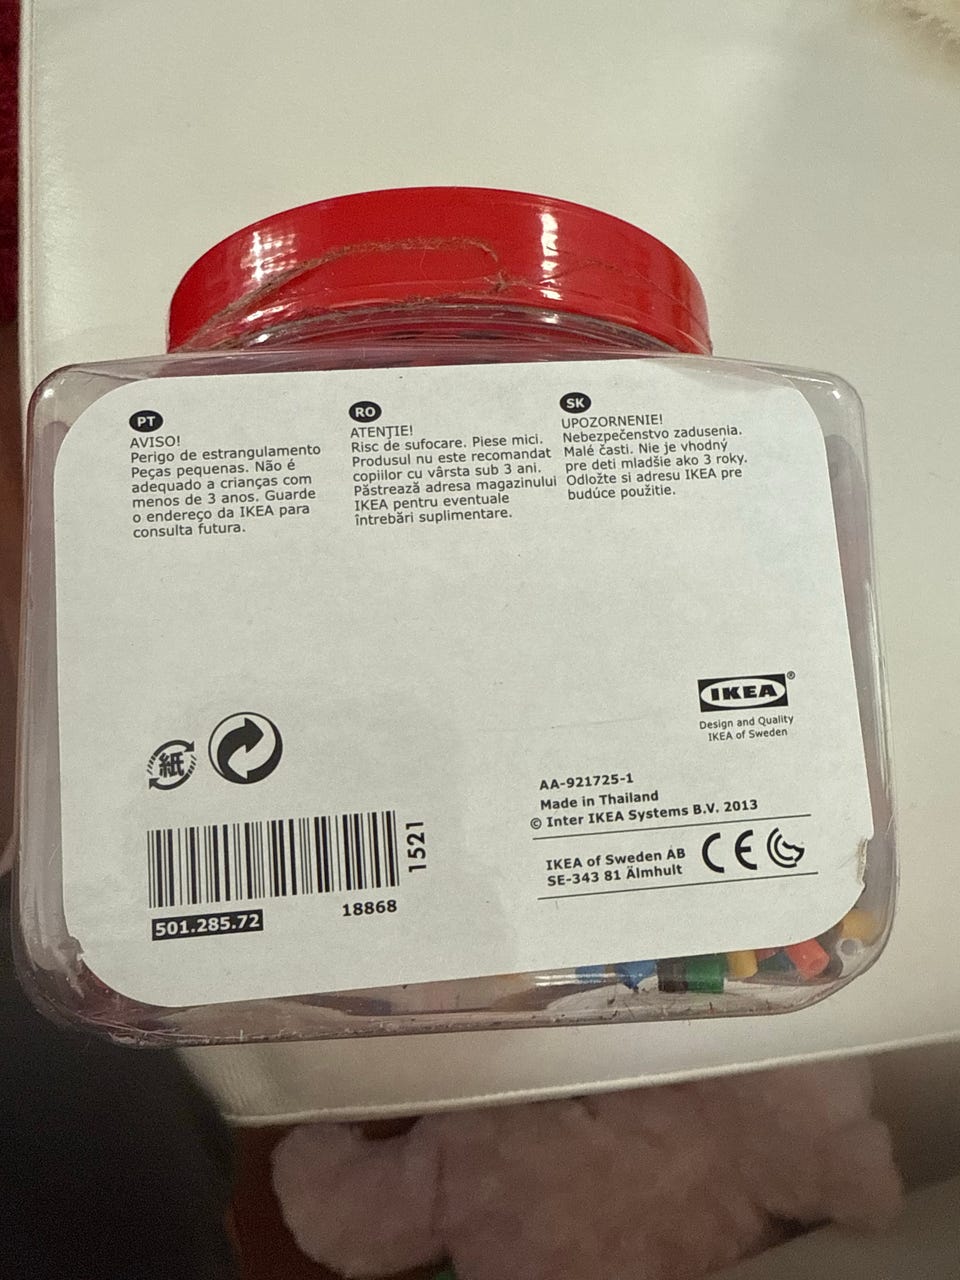 PT
AVISO!
Perigo de estrangulamento
Peças pequenas. Não é
adequado a crianças com
menos de 3 anos. Guarde
o endereço da IKEA para
consulta futura.
RO
ATENŢIE!
Risc de sufocare. Piese mici.
Produsul nu este recomandat
copiilor cu vârsta sub 3 ani.
Păstrează adresa magazinului
IKEA pentru eventuale
întrebări suplimentare.
SK
UPOZORNENIE!
Nebezpečenstvo zadusenia.
Malé časti. Nie je vhodný
pre deti mladšie ako 3 roky.
Odložte si adresu IKEA pre
budúce použitie.
IKEA®
Design and Quality
IKEA of Sweden
紙
AA-921725-1
Made in Thailand
© Inter IKEA Systems B.V. 2013
IKEA of Sweden AB
SE-343 81 Älmhult
CE
1521
501.285.72
18868